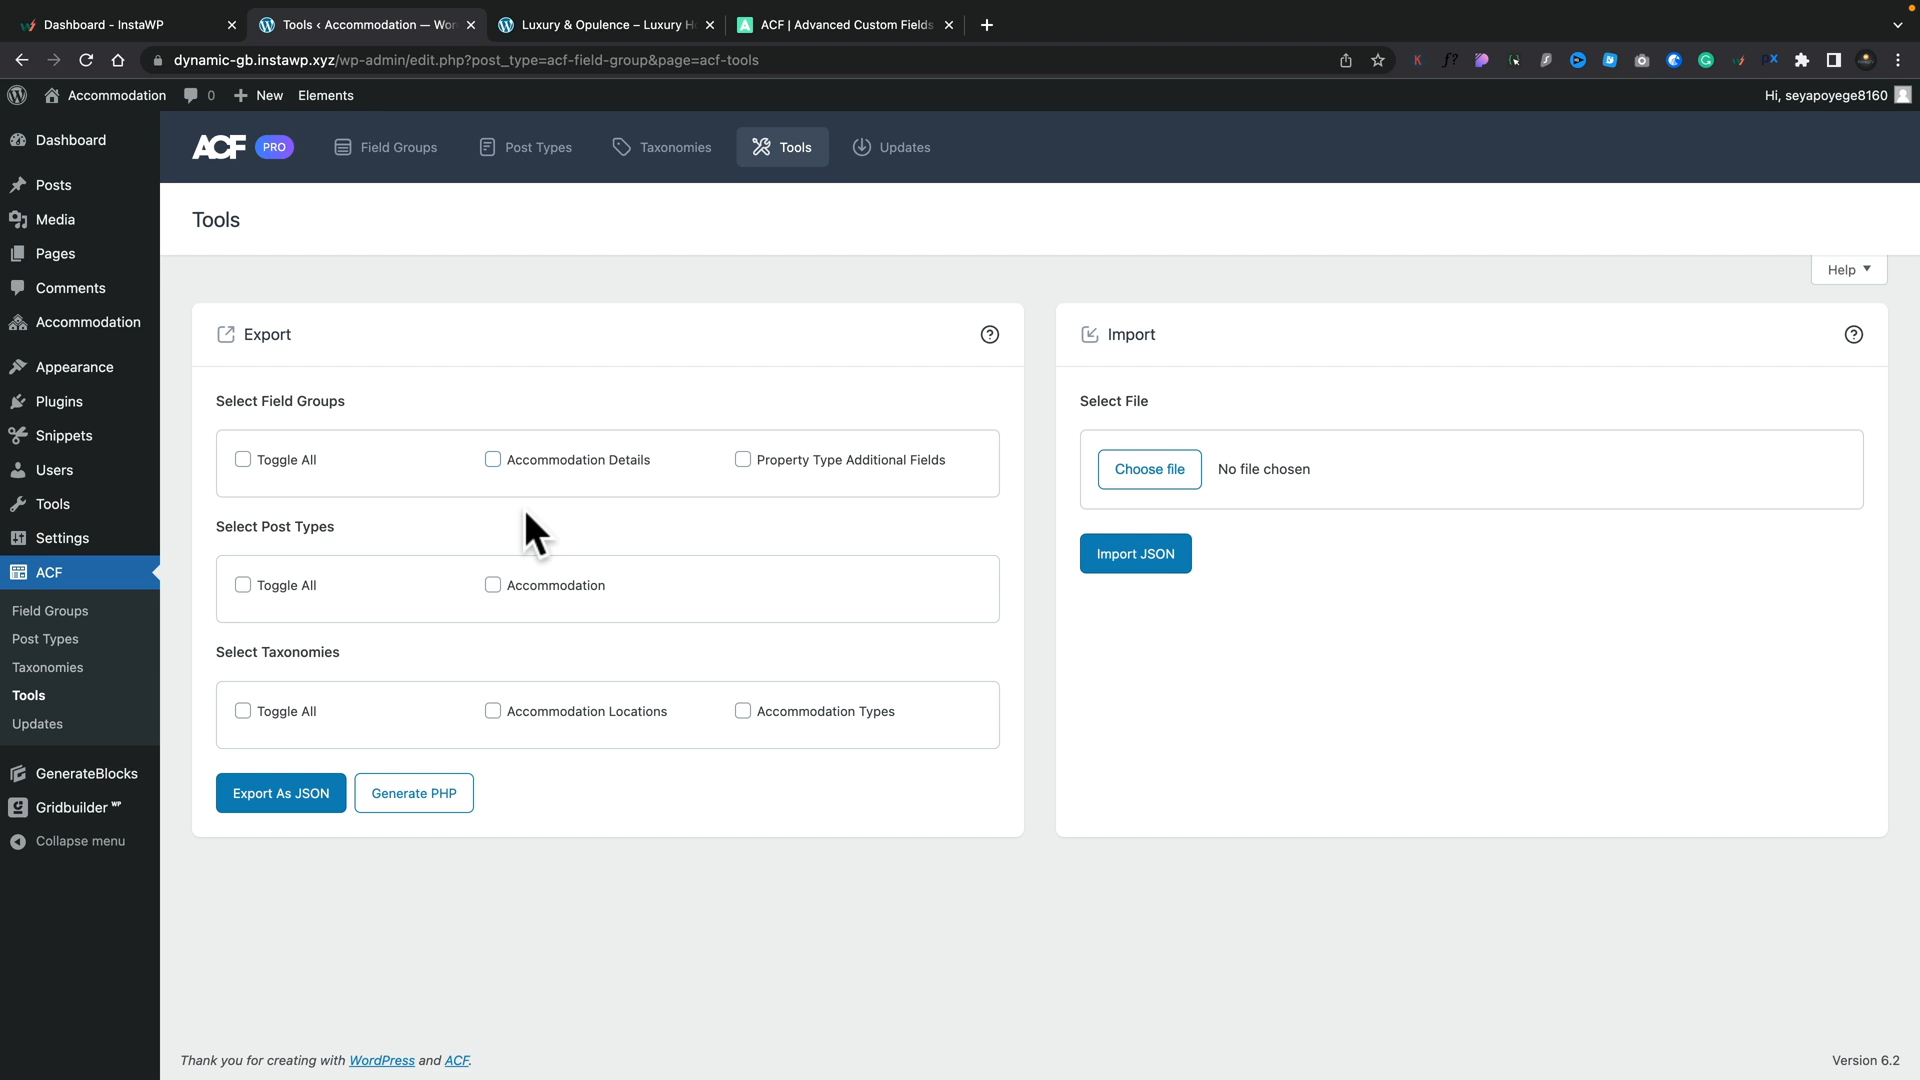 Dashboard - InstaWP
Tools ‹ Accommodation — Wor
Luxury & Opulence – Luxury H
ACF | Advanced Custom Fields
dynamic-gb.instawp.xyz/wp-admin/edit.php?post_type=acf-field-group&page=acf-tools
Accommodation
0
New
Elements
Hi, seyapoyege8160
Dashboard
Posts
Media
Pages
Comments
Accommodation
Appearance
Plugins
Snippets
Users
Tools
Settings
ACF
Field Groups
Post Types
Taxonomies
Tools
Updates
GenerateBlocks
Gridbuilder WP
Collapse menu
ACF PRO
Field Groups
Post Types
Taxonomies
Tools
Updates
Tools
Help
Export
Select Field Groups
Toggle All
Accommodation Details
Property Type Additional Fields
Select Post Types
Toggle All
Accommodation
Select Taxonomies
Toggle All
Accommodation Locations
Accommodation Types
Export As JSON
Generate PHP
Import
Select File
Choose file
No file chosen
Import JSON
Thank you for creating with WordPress and ACF.
Version 6.2